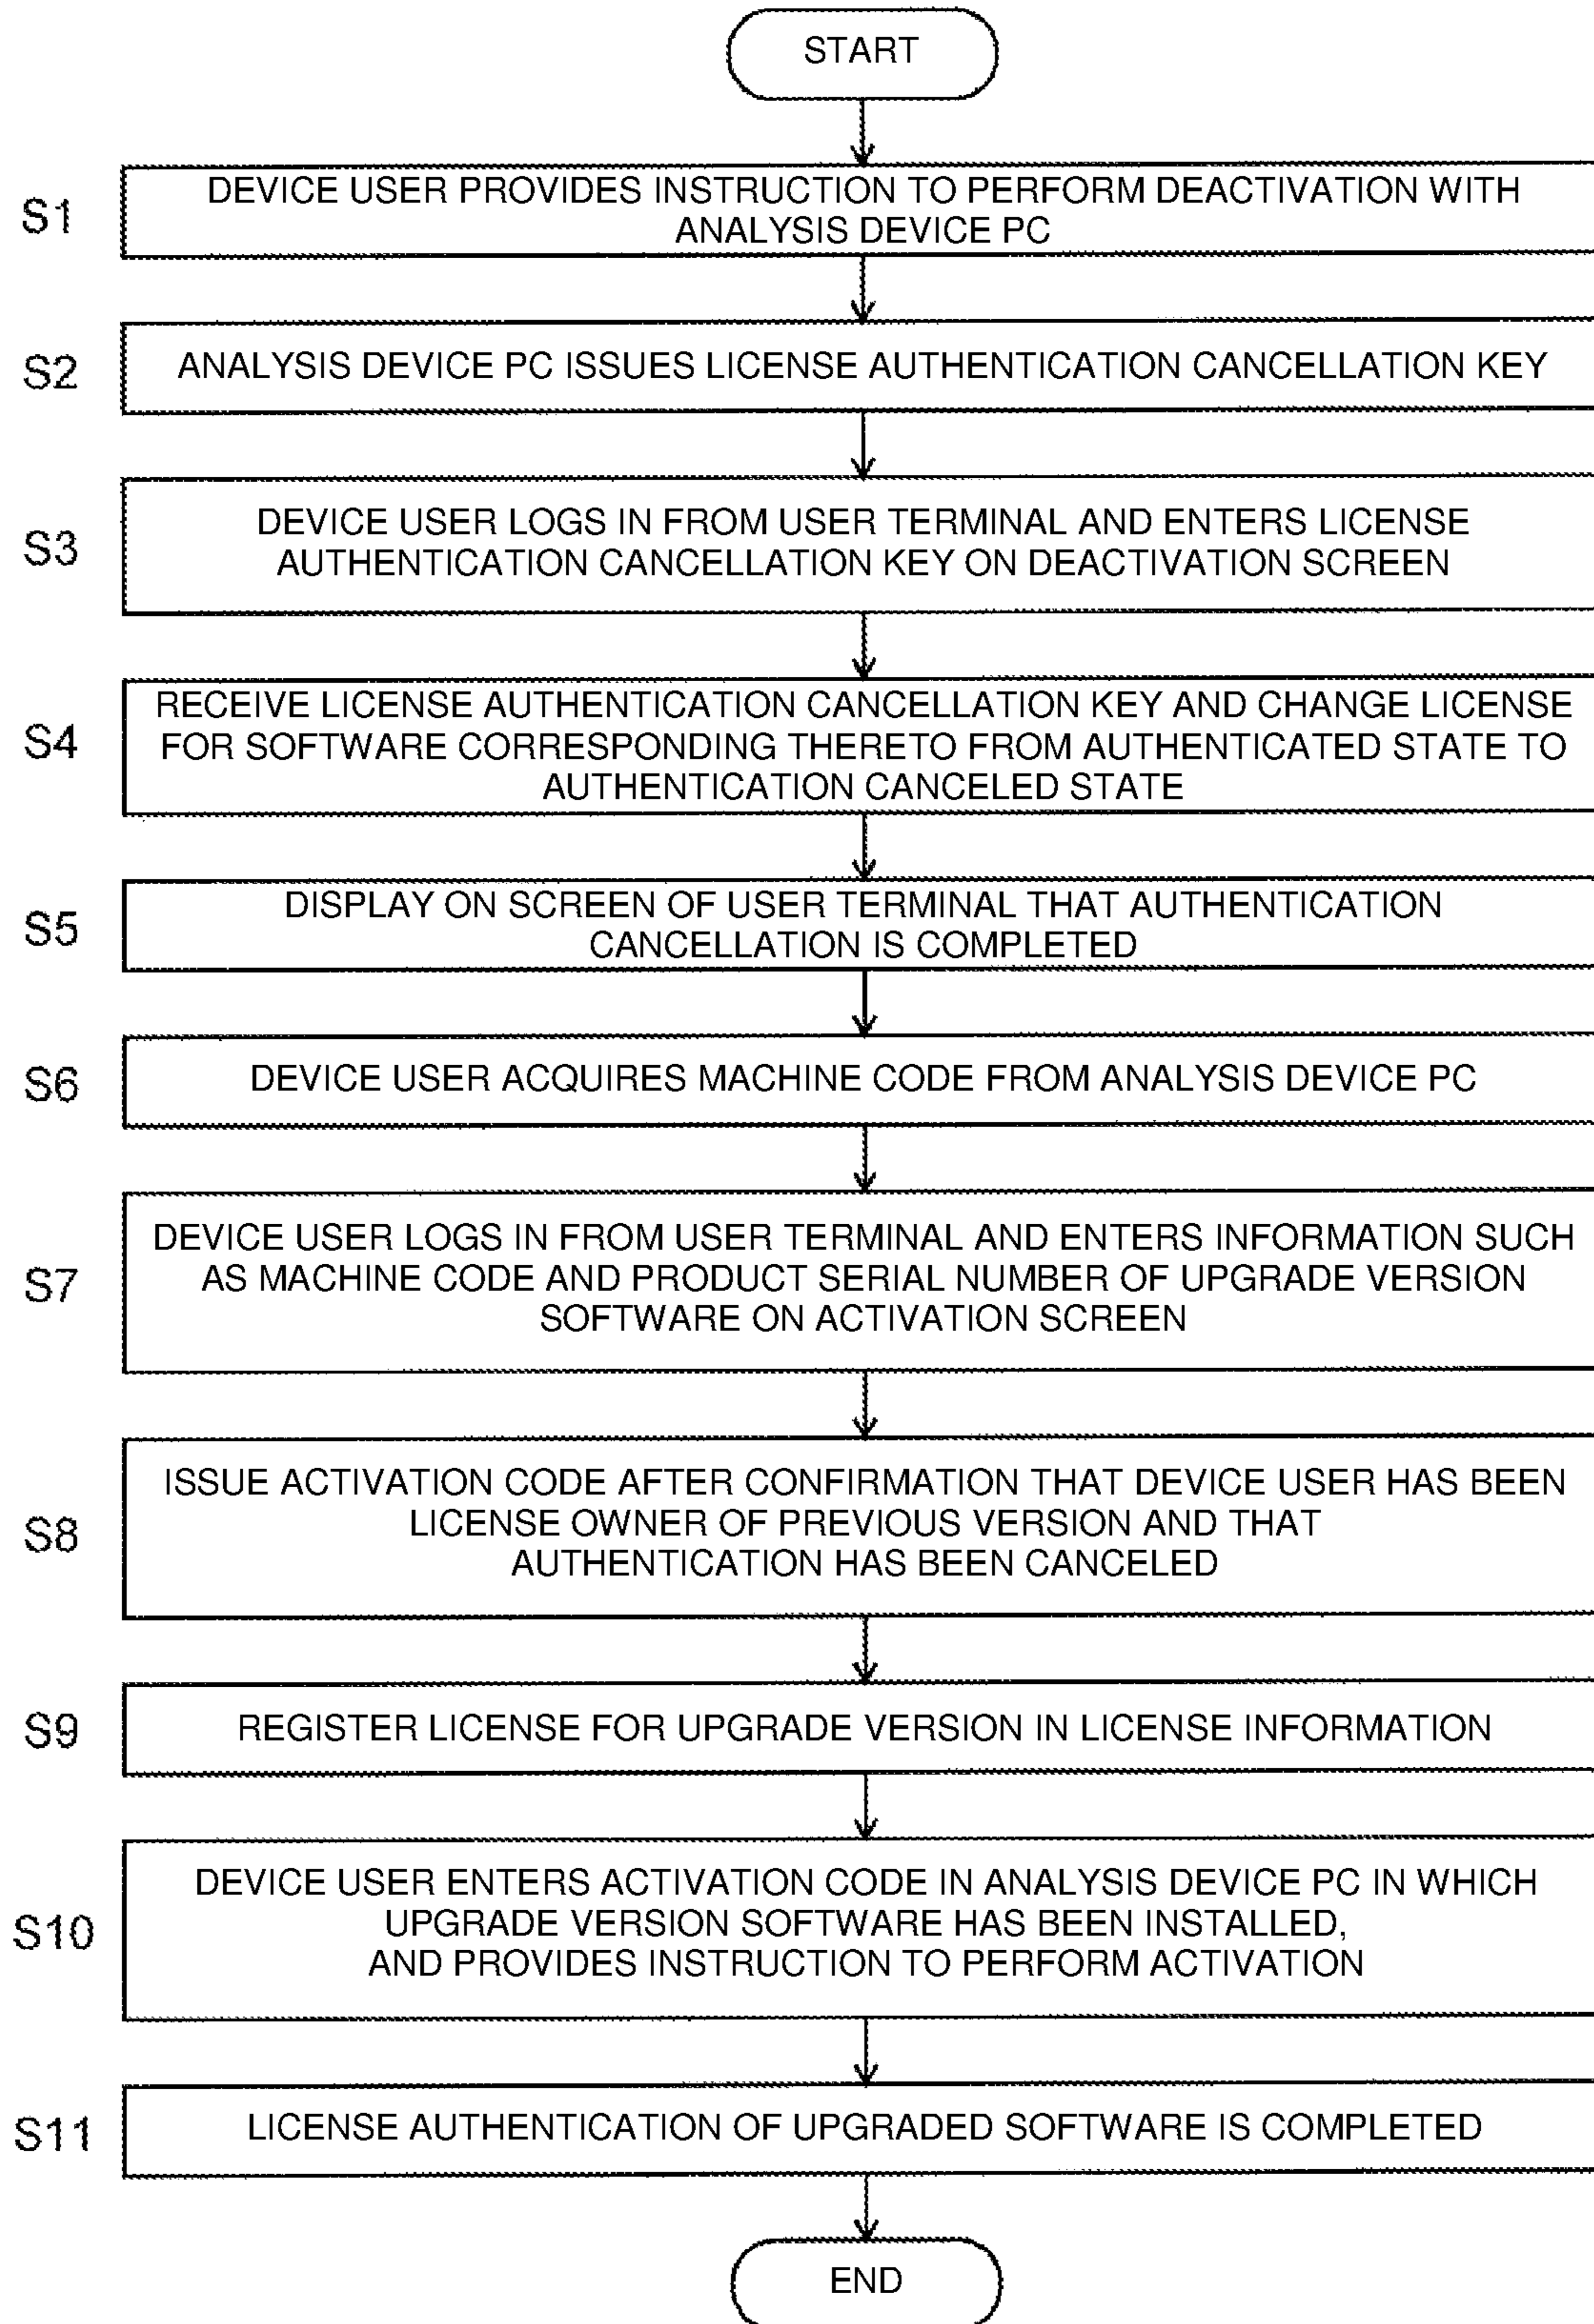 START
S1
DEVICE USER PROVIDES INSTRUCTION TO PERFORM DEACTIVATION WITH
ANALYSIS DEVICE PC
S2
ANALYSIS DEVICE PC ISSUES LICENSE AUTHENTICATION CANCELLATION KEY
S3
DEVICE USER LOGS IN FROM USER TERMINAL AND ENTERS LICENSE
AUTHENTICATION CANCELLATION KEY ON DEACTIVATION SCREEN
S4
RECEIVE LICENSE AUTHENTICATION CANCELLATION KEY AND CHANGE LICENSE
FOR SOFTWARE CORRESPONDING THERETO FROM AUTHENTICATED STATE TO
AUTHENTICATION CANCELED STATE
S5
DISPLAY ON SCREEN OF USER TERMINAL THAT AUTHENTICATION
CANCELLATION IS COMPLETED
S6
DEVICE USER ACQUIRES MACHINE CODE FROM ANALYSIS DEVICE PC
S7
DEVICE USER LOGS IN FROM USER TERMINAL AND ENTERS INFORMATION SUCH
AS MACHINE CODE AND PRODUCT SERIAL NUMBER OF UPGRADE VERSION
SOFTWARE ON ACTIVATION SCREEN
S8
ISSUE ACTIVATION CODE AFTER CONFIRMATION THAT DEVICE USER HAS BEEN
LICENSE OWNER OF PREVIOUS VERSION AND THAT
AUTHENTICATION HAS BEEN CANCELED
S9
REGISTER LICENSE FOR UPGRADE VERSION IN LICENSE INFORMATION
S10
DEVICE USER ENTERS ACTIVATION CODE IN ANALYSIS DEVICE PC IN WHICH
UPGRADE VERSION SOFTWARE HAS BEEN INSTALLED,
AND PROVIDES INSTRUCTION TO PERFORM ACTIVATION
S11
LICENSE AUTHENTICATION OF UPGRADED SOFTWARE IS COMPLETED
END